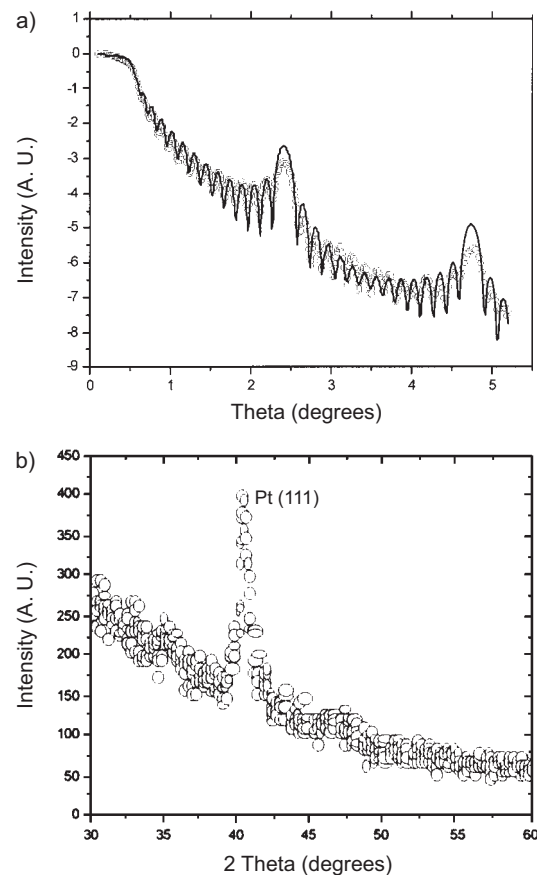 a)
1
0
-1
-2
-3
-4
-5
-6
-7
-8
-9
Intensity (A. U.)
0 1 2 3 4 5
Theta (degrees)
b)
450
400
350
300
250
200
150
100
50
0
Pt (111)
Intensity (A. U.)
30 35 40 45 50 55 60
2 Theta (degrees)